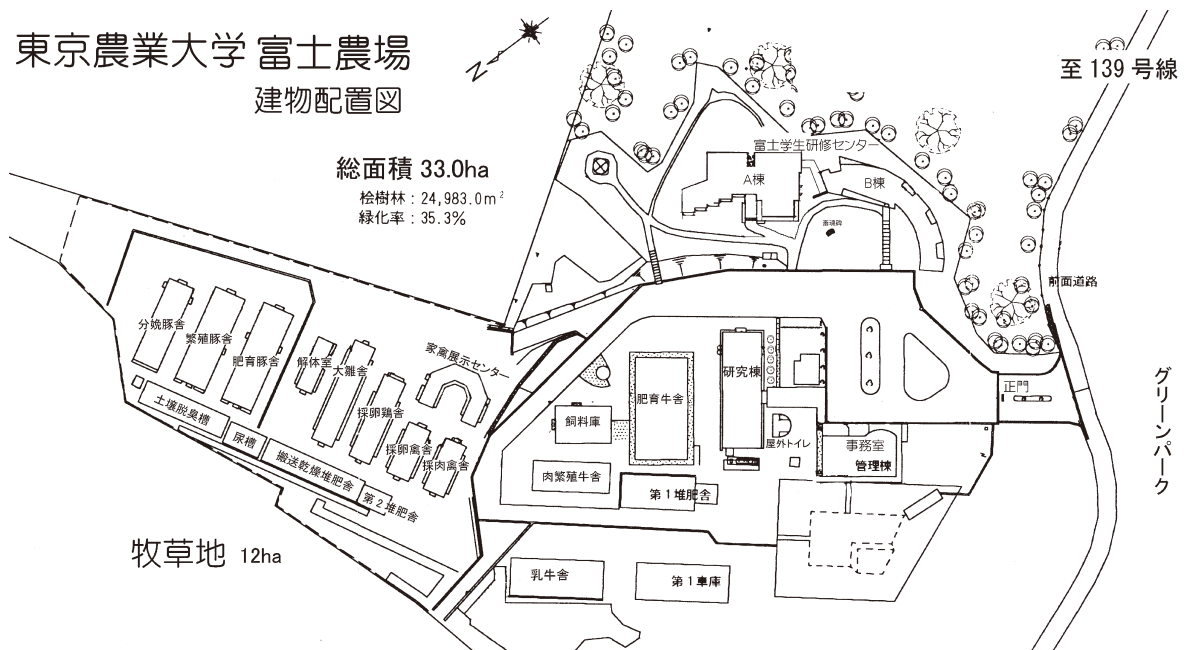 東京農業大学 富士農場
建物配置図
N
至139号線
総面積 33.0ha
桧樹林：24,983.0m²
緑化率：35.3%
富士学生研修センター
A棟
B棟
畜魂碑
前面道路
正門
グリーンパーク
分娩豚舎
繁殖豚舎
肥育豚舎
解体室
大雛舎
採卵鶏舎
採卵禽舎
採肉禽舎
家禽展示センター
土壌脱臭槽
尿槽
搬送乾燥堆肥舎
第2堆肥舎
飼料庫
肥育牛舎
研究棟
屋外トイレ
事務室
管理棟
肉繁殖牛舎
第1堆肥舎
牧草地 12ha
乳牛舎
第1車庫